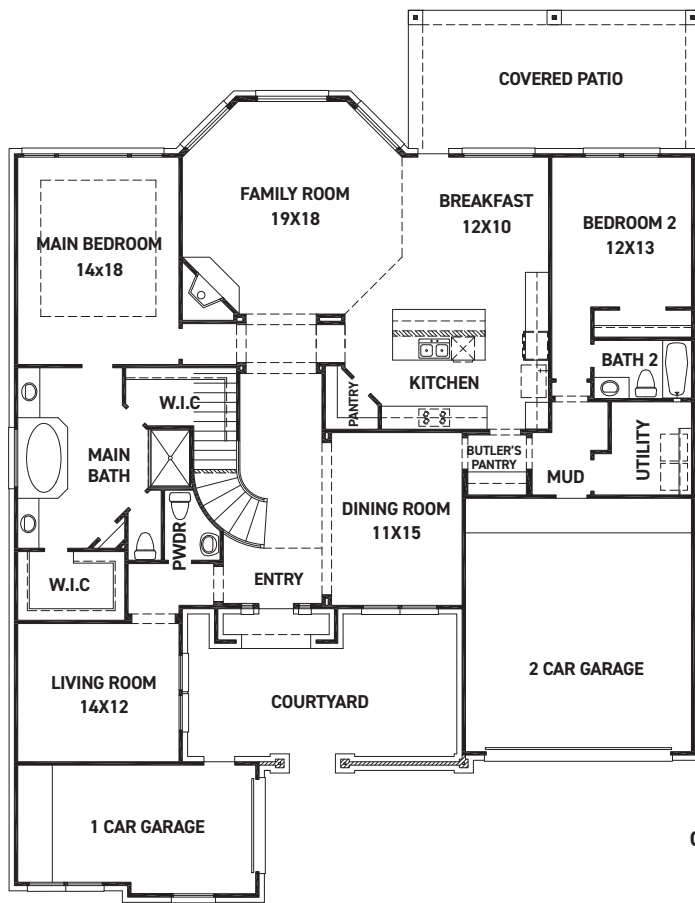 COVERED PATIO
FAMILY ROOM
19X18
BREAKFAST
12X10
BEDROOM 2
12X13
MAIN BEDROOM
14x18
BATH 2
KITCHEN
W.I.C
PANTRY
UTILITY
MAIN
BATH
BUTLER'S
PANTRY
MUD
DINING ROOM
11X15
PWDR
ENTRY
W.I.C
2 CAR GARAGE
LIVING ROOM
14X12
COURTYARD
1 CAR GARAGE